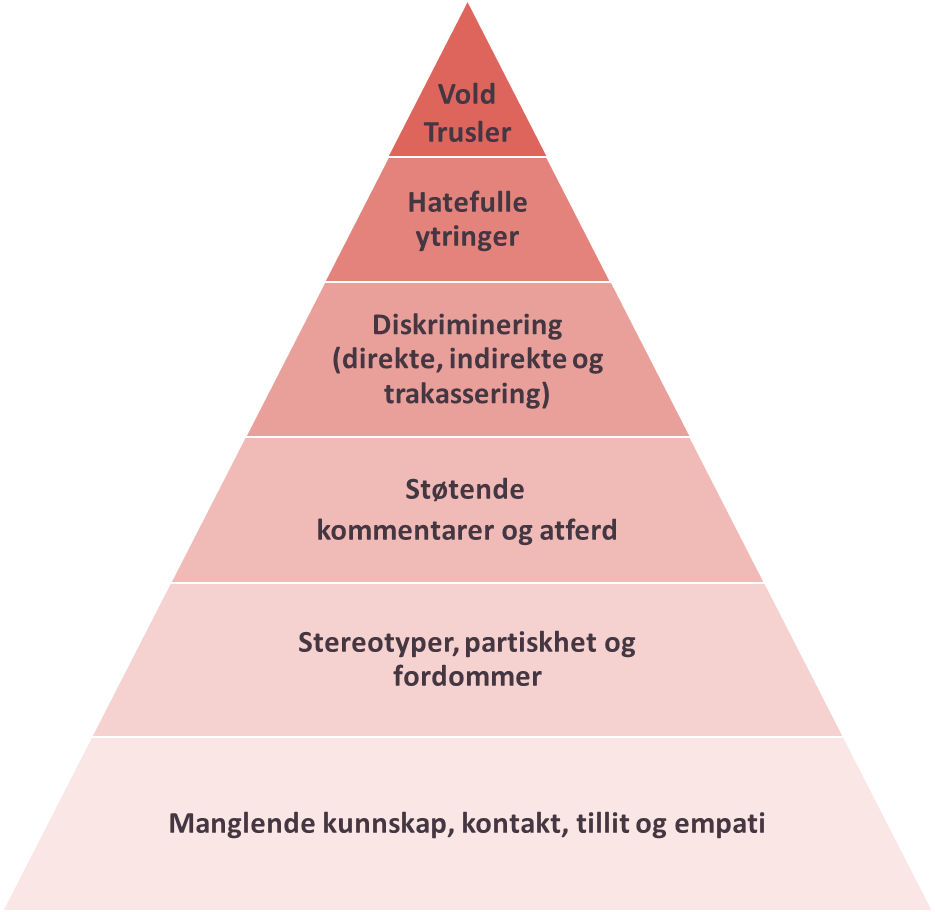 Vold
Trusler
Hatefulle
ytringer
Diskriminering
(direkte, indirekte og
trakassering)
Støtende
kommentarer og atferd
Stereotyper, partiskhet og
fordommer
Manglende kunnskap, kontakt, tillit og empati